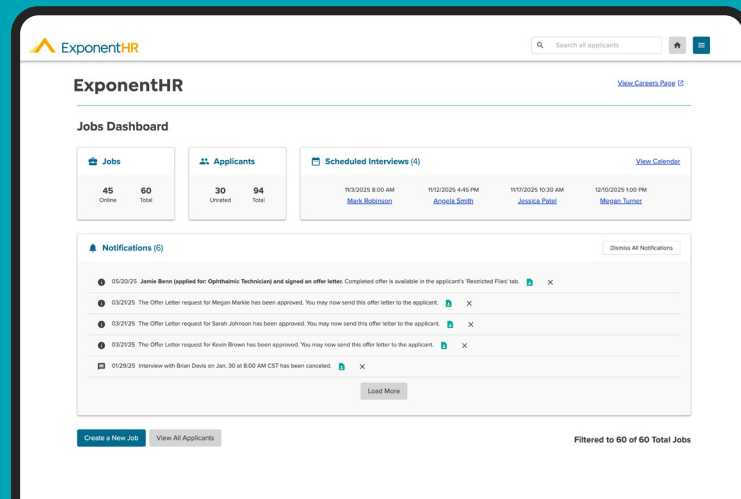 ExponentHR
Search all applicants
ExponentHR
View Careers Page
Jobs Dashboard
Jobs
45 60
Online Total
Applicants
30 94
Unrated Total
Scheduled Interviews (4)
View Calendar
11/3/2025 8:00 AM 11/12/2025 4:45 PM 11/17/2025 10:30 AM 12/10/2025 1:00 PM
Mark Robinson Angela Smith Jessica Patel Megan Turner
Notifications (6)
Dismiss All Notifications
05/20/25 Jamie Benn (applied for: Ophthalmic Technician) and signed an offer letter. Completed offer is available in the applicant's 'Restricted Files' tab.
03/21/25 The Offer Letter request for Megan Markle has been approved. You may now send this offer letter to the applicant.
03/21/25 The Offer Letter request for Sarah Johnson has been approved. You may now send this offer letter to the applicant.
03/21/25 The Offer Letter request for Kevin Brown has been approved. You may now send this offer letter to the applicant.
01/29/25 Interview with Brian Davis on Jan. 30 at 8:00 AM CST has been canceled.
Load More
Create a New Job
View All Applicants
Filtered to 60 of 60 Total Jobs